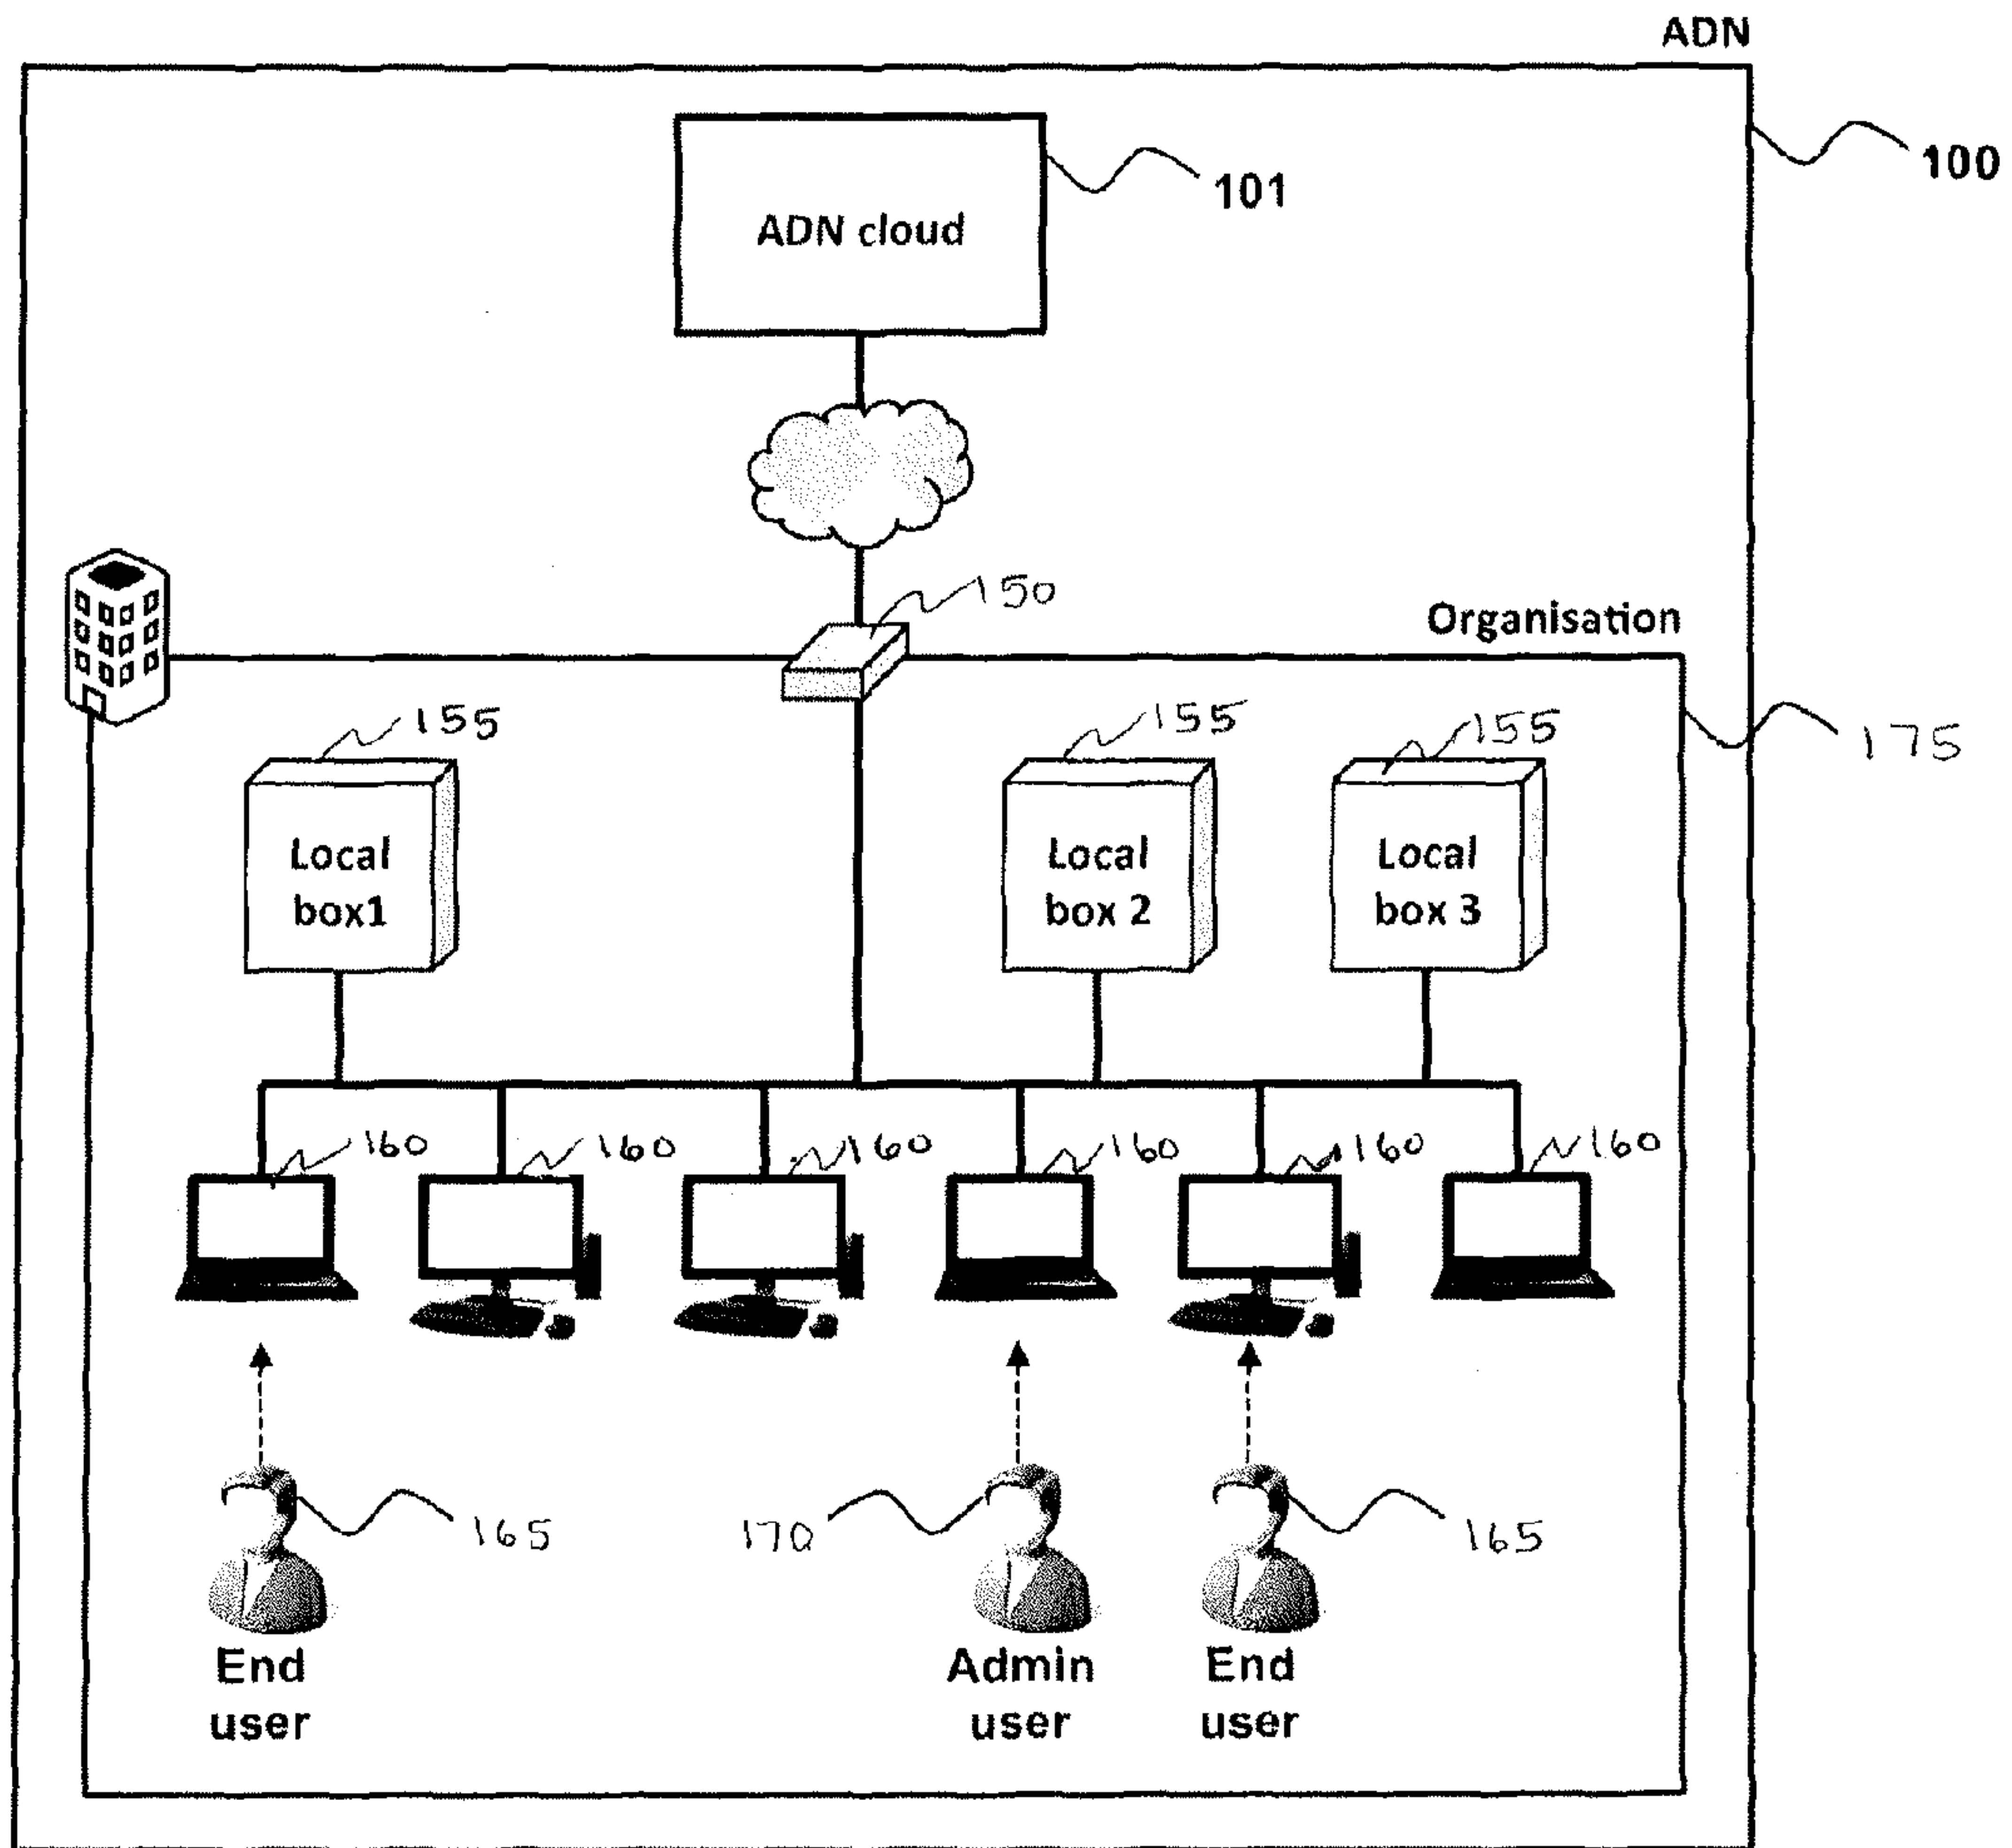 ADN
100
101
ADN cloud
150
Organisation
155
155
155
175
Local
box1
Local
box 2
Local
box 3
160
160
160
160
160
160
165
170
165
End
user
Admin
user
End
user